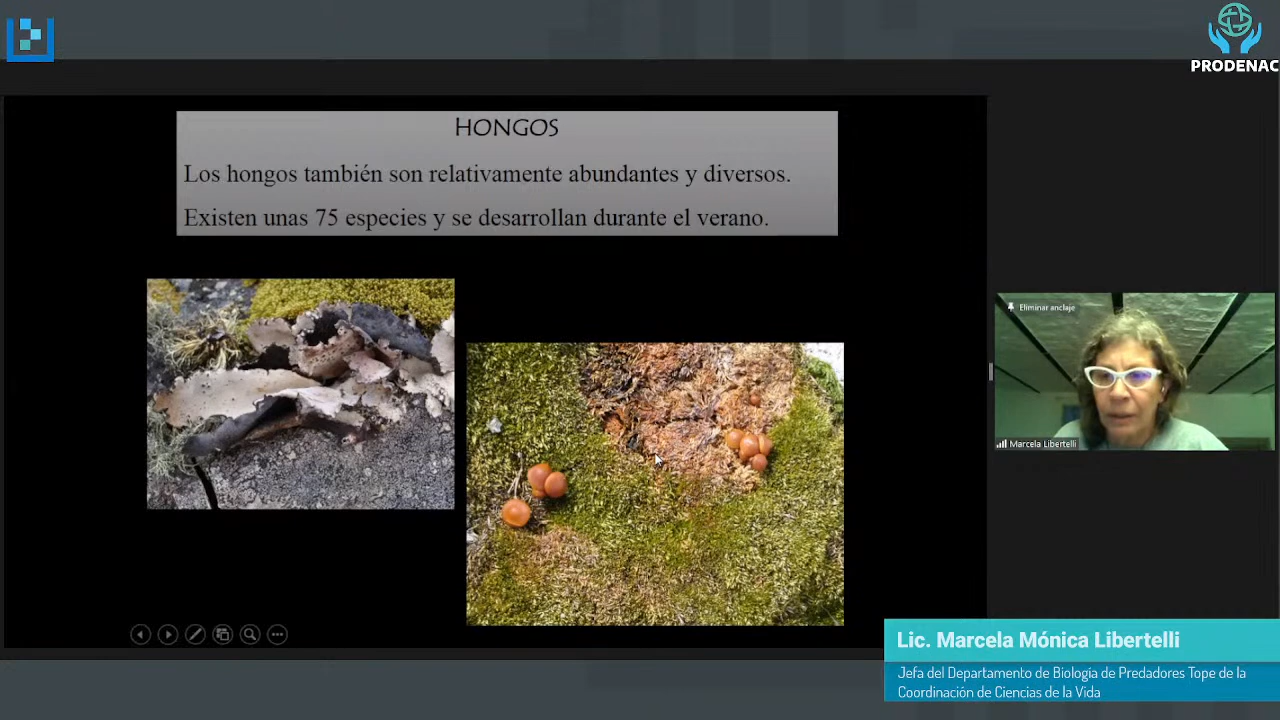 PRODENAC
HONGOS
Los hongos también son relativamente abundantes y diversos.
Existen unas 75 especies y se desarrollan durante el verano.
Eliminar anclaje
Marcela Libertelli
Lic. Marcela Mónica Libertelli
Jefa del Departamento de Biología de Predadores Tope de la
Coordinación de Ciencias de la Vida